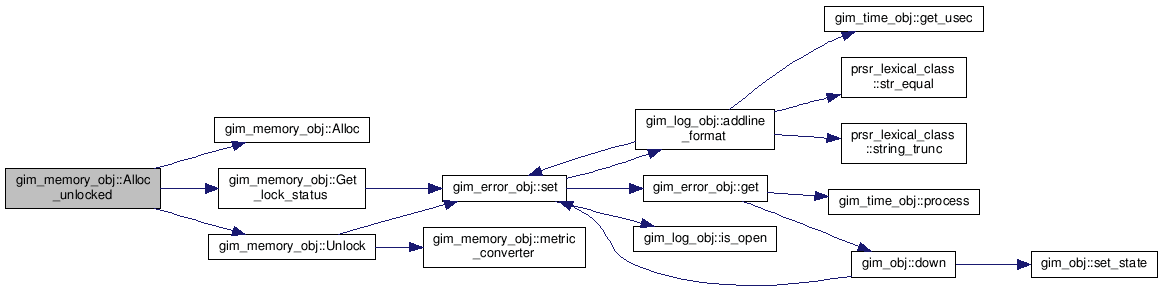 gim_memory_obj::Alloc
_unlocked
gim_memory_obj::Alloc
gim_memory_obj::Get
_lock_status
gim_memory_obj::Unlock
gim_error_obj::set
gim_memory_obj::metric
_converter
gim_log_obj::addline
_format
gim_error_obj::get
gim_log_obj::is_open
gim_time_obj::get_usec
prsr_lexical_class
::str_equal
prsr_lexical_class
::string_trunc
gim_time_obj::process
gim_obj::down
gim_obj::set_state